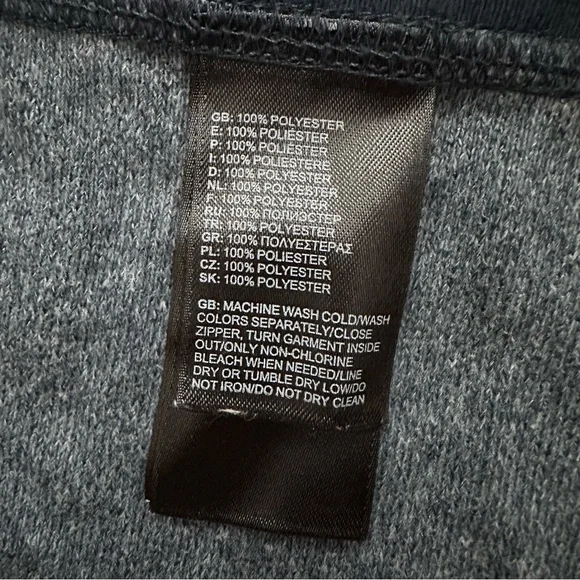 GB: 100% POLYESTER
E: 100% POLIÉSTER
P: 100% POLIÉSTER
I: 100% POLIESTERE
D: 100% POLYESTER
NL: 100% POLYESTER
F: 100% POLYESTER
RU: 100% ПОЛИЭСТЕР
TR: 100% POLYESTER
GR: 100% ΠΟΛΥΕΣΤΕΡΑΣ
PL: 100% POLIESTER
CZ: 100% POLYESTER
SK: 100% POLYESTER
GB: MACHINE WASH COLD/WASH
COLORS SEPARATELY/CLOSE
ZIPPER, TURN GARMENT INSIDE
OUT/ONLY NON-CHLORINE
BLEACH WHEN NEEDED/LINE
DRY OR TUMBLE DRY LOW/DO
NOT IRON/DO NOT DRY CLEAN